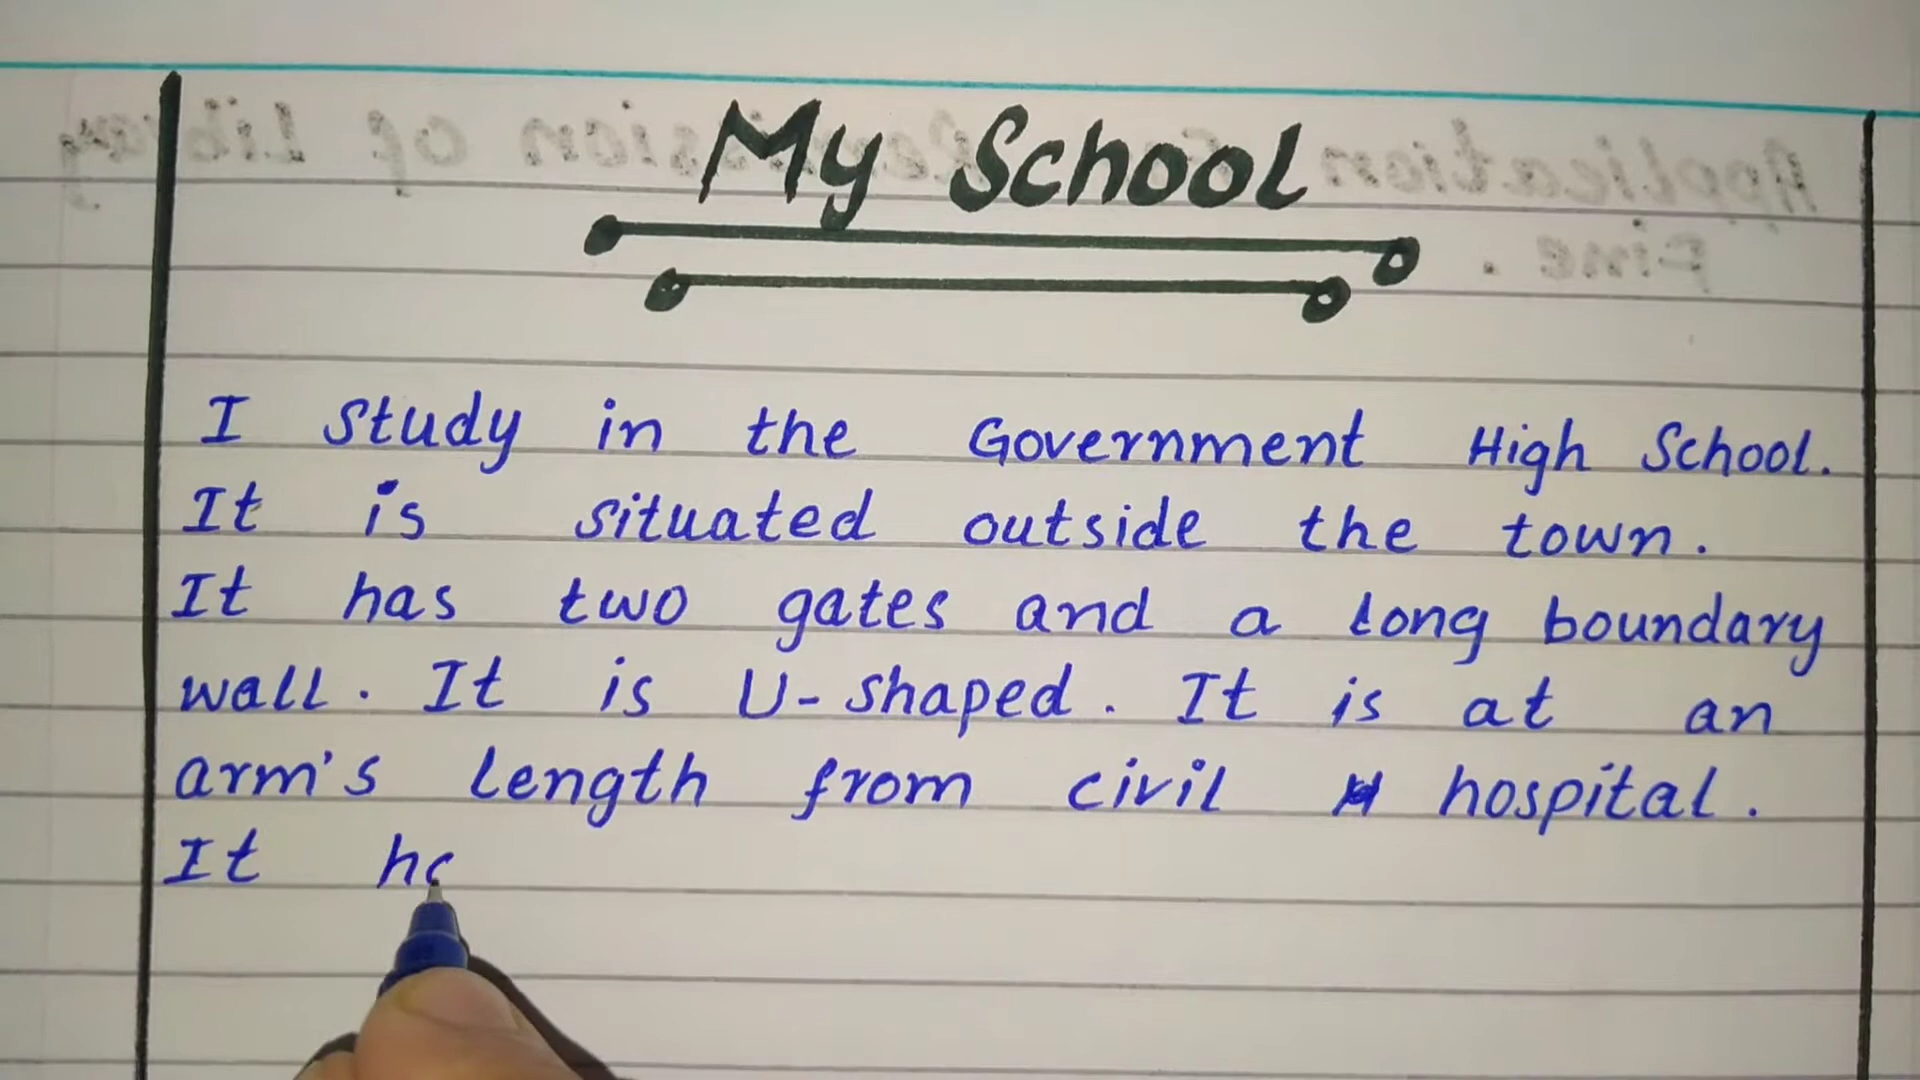 My School
I study in the Government High School.
It is situated outside the town.
It has two gates and a long boundary
wall. It is U-shaped. It is at an
arm's length from civil hospital.
It